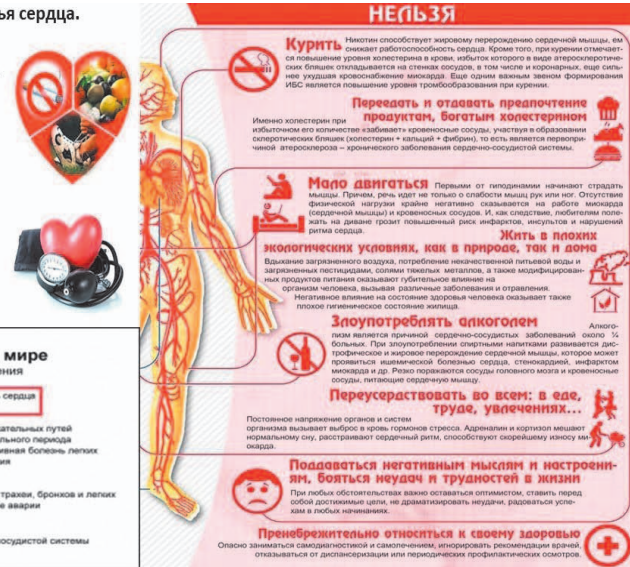 ья сердца.
НЕЛЬЗЯ
Курить
Никотин способствует жировому перерождению сердечной мышцы, ем
снижает работоспособность сердца. Кроме того, при курении отмечает-
ся повышение уровня холестерина в крови, избыток которого в виде атеросклеротиче-
ских бляшек откладывается на стенках сосудов, в том числе и коронарных, еще силь-
нее ухудшая кровоснабжение миокарда. Еще одним важным звеном формирования
ИБС является повышение уровня тромбообразования при курении.
Переедать и отдавать предпочтение
продуктам, богатым холестерином
Именно холестерин при
избыточном его количестве «забивает» кровеносные сосуды, участвуя в образовании
склеротических бляшек (холестерин + кальций + фибрин), то есть является первопри-
чиной атеросклероза – хронического заболевания сердечно-сосудистой системы.
Мало двигаться Первыми от гиподинамии начинают страдать
мышцы. Причем, речь идет не только о слабости мышц рук или ног. Отсутствие
физической нагрузки крайне негативно сказывается на работе миокарда
(сердечной мышцы) и кровеносных сосудов. И, как следствие, любителям поле-
жать на диване грозит повышенный риск инфарктов, инсультов и нарушений
ритма сердца.
Жить в плохих
экологических условиях, как в природе, так и дома
Вдыхание загрязненного воздуха, потребление некачественной питьевой воды и
загрязненных пестицидами, солями тяжелых металлов, а также модифицирован-
ных продуктов питания оказывают губительное влияние на
организм человека, вызывая различные заболевания и отравления.
Негативное влияние на состояние здоровья человека оказывает также
плохое гигиеническое состояние жилища.
Злоупотреблять алкоголем
Алкого-
лизм является причиной сердечно-сосудистых заболеваний около
больных. При злоупотреблении спиртными напитками развивается дис-
трофическое и жировое перерождение сердечной мышцы, которое может
проявиться ишемической болезнью сердца, стенокардией, инфарктом
миокарда и др. Резко поражаются сосуды головного мозга и кровеносные
сосуды, питающие сердечную мышцу.
Переусердствовать во всем: в еде,
труде, увлечениях...
Постоянное напряжение органов и систем
организма вызывает выброс в кровь гормонов стресса. Адреналин и кортизол мешают
нормальному сну, расстраивают сердечный ритм, способствуют скорейшему износу ми-
окарда.
Поддаваться негативным мыслям и настроени-
ям, бояться неудач и трудностей в жизни
При любых обстоятельствах важно оставаться оптимистом, ставить перед
собой достижимые цели, не драматизировать неудачи, радоваться успе-
хам в любых начинаниях.
Пренебрежительно относиться к своему здоровью
Опасно заниматься самодиагностикой и самолечением, игнорировать рекомендации врачей,
отказываться от диспансеризации или периодических профилактических осмотров.
мире
ения
сердца
ательных путей
льного периода
ивная болезнь легких
ия
трахеи, бронхов и легких
е аварии
осудистой системы